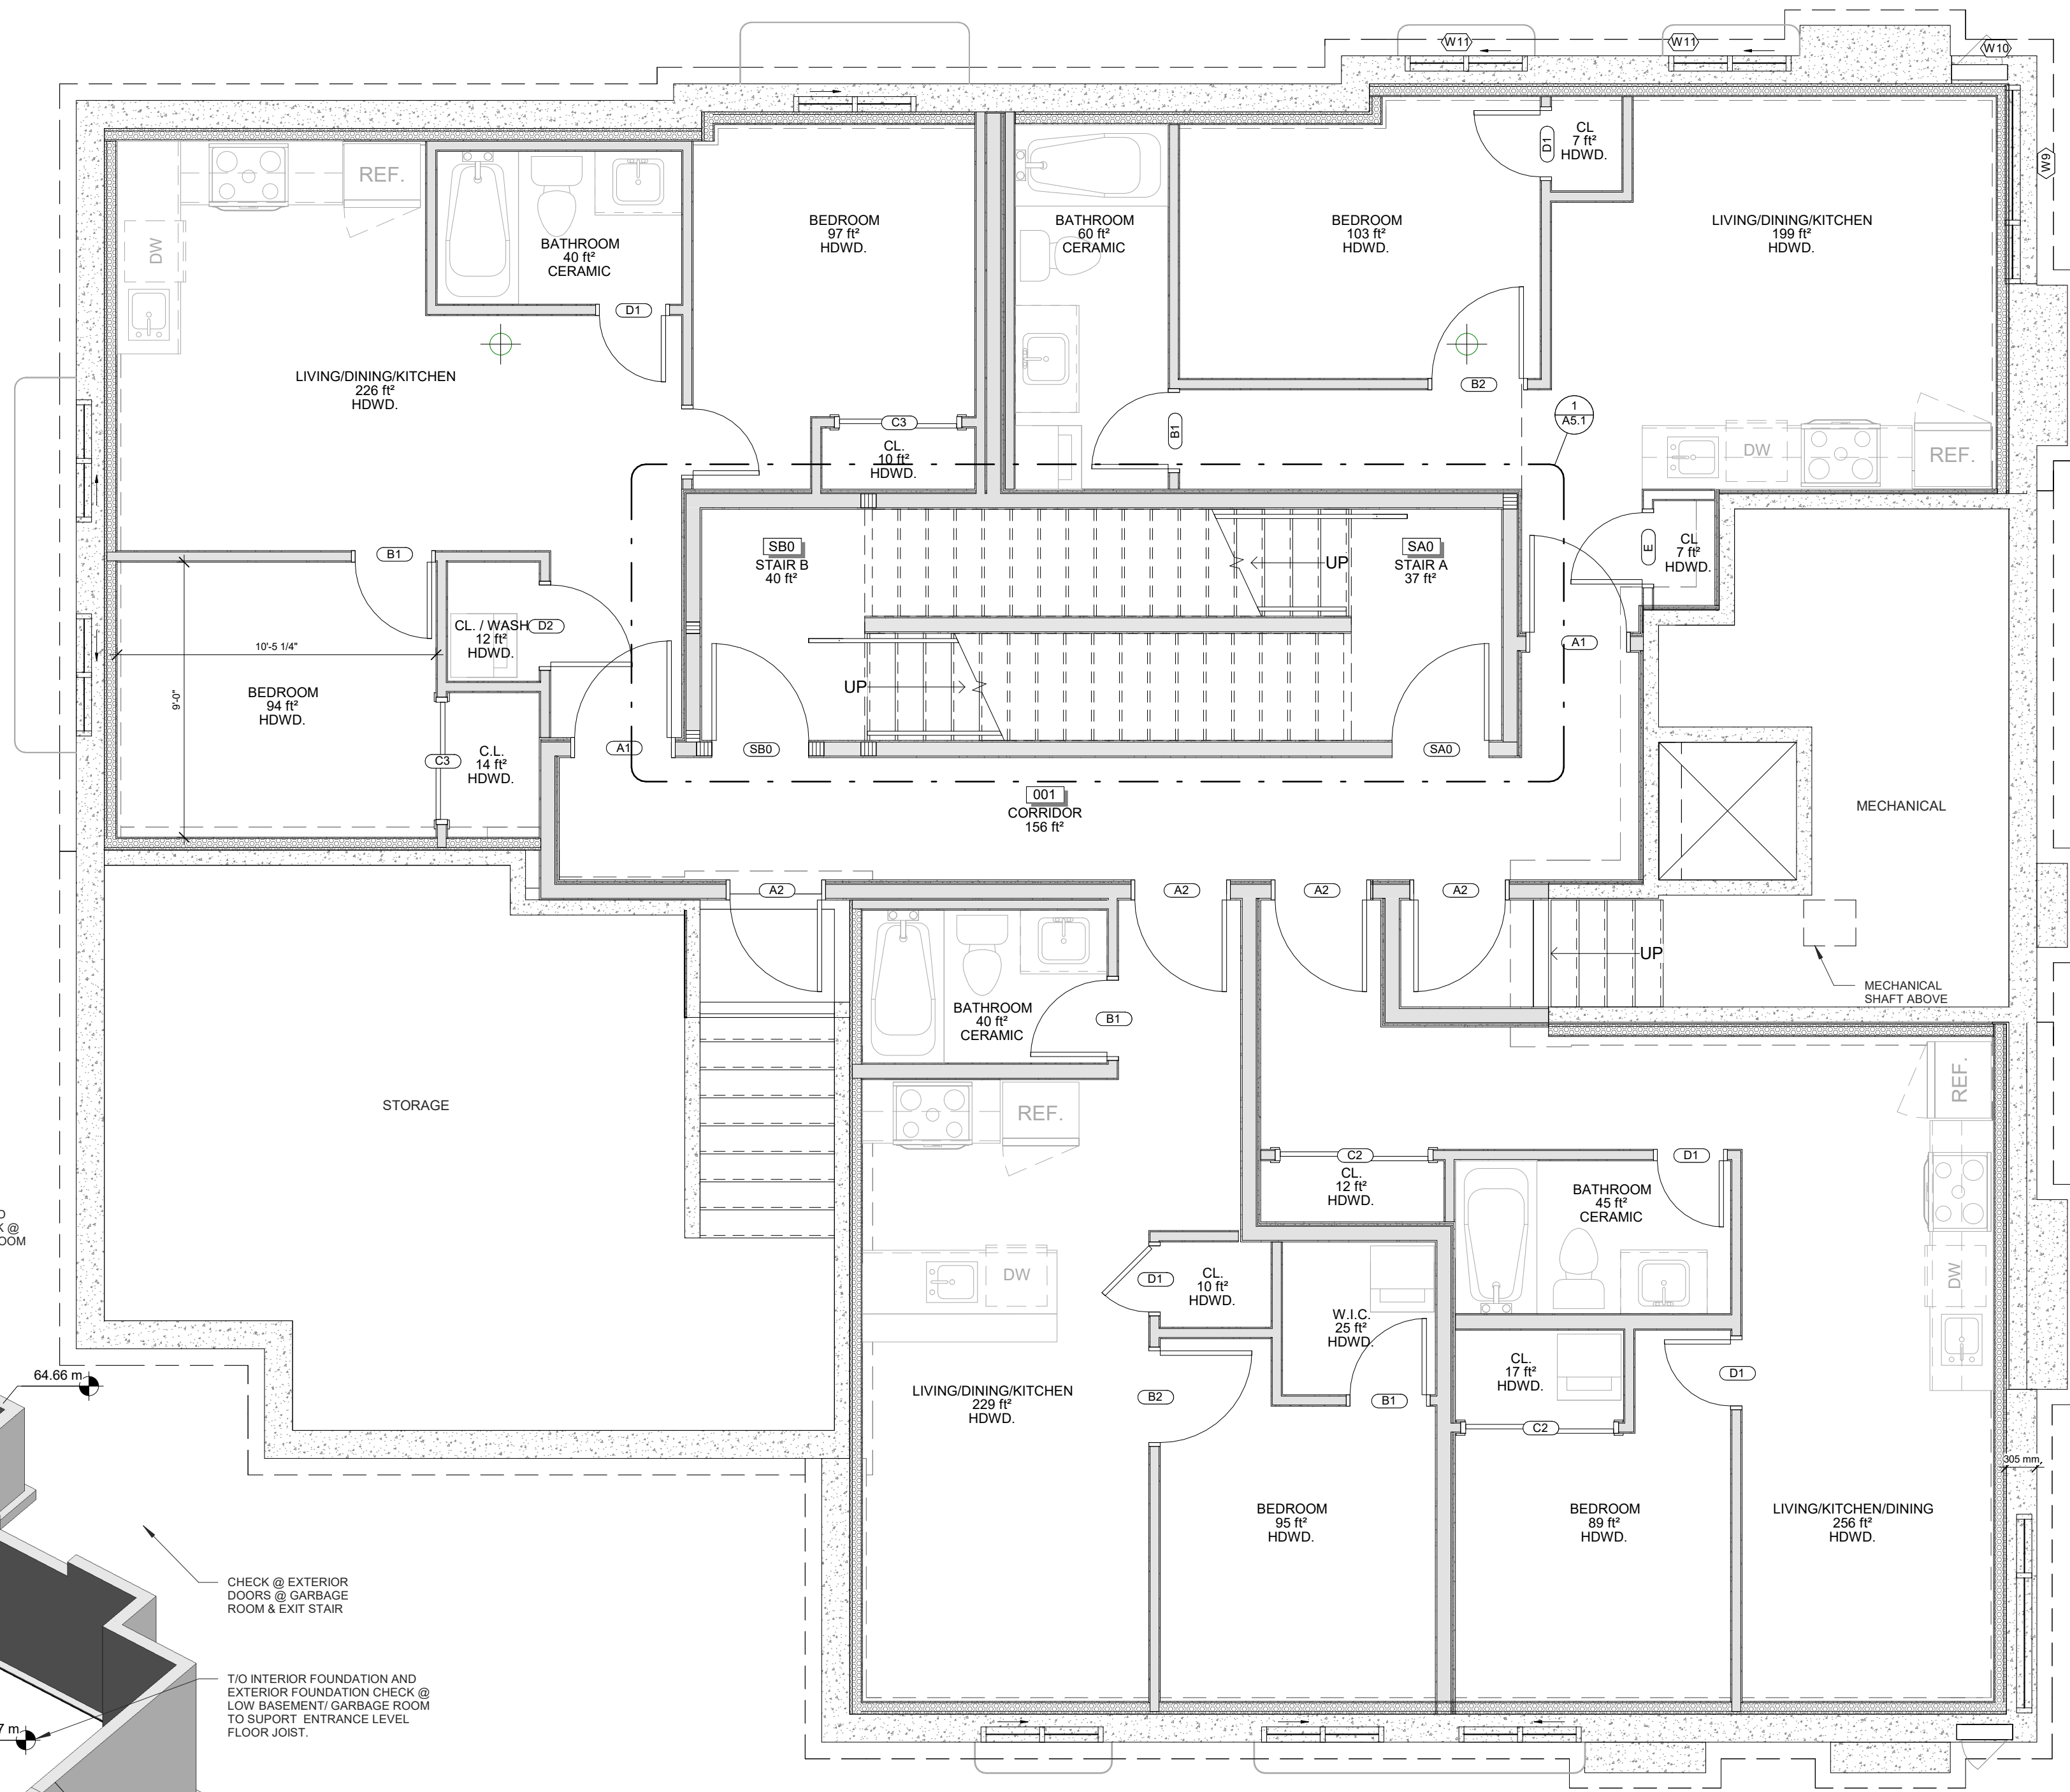 W11
W11
W10
W9
REF.
DW
BATHROOM
40 ft²
CERAMIC
D1
BEDROOM
97 ft²
HDWD.
BATHROOM
60 ft²
CERAMIC
BEDROOM
103 ft²
HDWD.
D1
CL
7 ft²
HDWD.
LIVING/DINING/KITCHEN
199 ft²
HDWD.
LIVING/DINING/KITCHEN
226 ft²
HDWD.
C3
CL.
10 ft²
HDWD.
B1
B2
1
A5.1
DW
REF.
B1
SB0
STAIR B
40 ft²
UP
SA0
STAIR A
37 ft²
E
CL
7 ft²
HDWD.
A1
10'-5 1/4"
9'-0"
BEDROOM
94 ft²
HDWD.
CL. / WASH
12 ft²
HDWD.
D2
C3
C.L.
14 ft²
HDWD.
UP
A1
SB0
SA0
001
CORRIDOR
156 ft²
MECHANICAL
A2
A2
A2
A2
UP
MECHANICAL
SHAFT ABOVE
BATHROOM
40 ft²
CERAMIC
B1
STORAGE
REF.
REF.
C2
CL.
12 ft²
HDWD.
D1
BATHROOM
45 ft²
CERAMIC
DW
D1
CL.
10 ft²
HDWD.
W.I.C.
25 ft²
HDWD.
DW
CL.
17 ft²
HDWD.
D1
LIVING/DINING/KITCHEN
229 ft²
HDWD.
B2
B1
C2
305 mm
BEDROOM
95 ft²
HDWD.
BEDROOM
89 ft²
HDWD.
LIVING/KITCHEN/DINING
256 ft²
HDWD.
64.66 m
CHECK @ EXTERIOR
DOORS @ GARBAGE
ROOM & EXIT STAIR
T/O INTERIOR FOUNDATION AND
EXTERIOR FOUNDATION CHECK @
LOW BASEMENT/ GARBAGE ROOM
TO SUPORT ENTRANCE LEVEL
FLOOR JOIST.